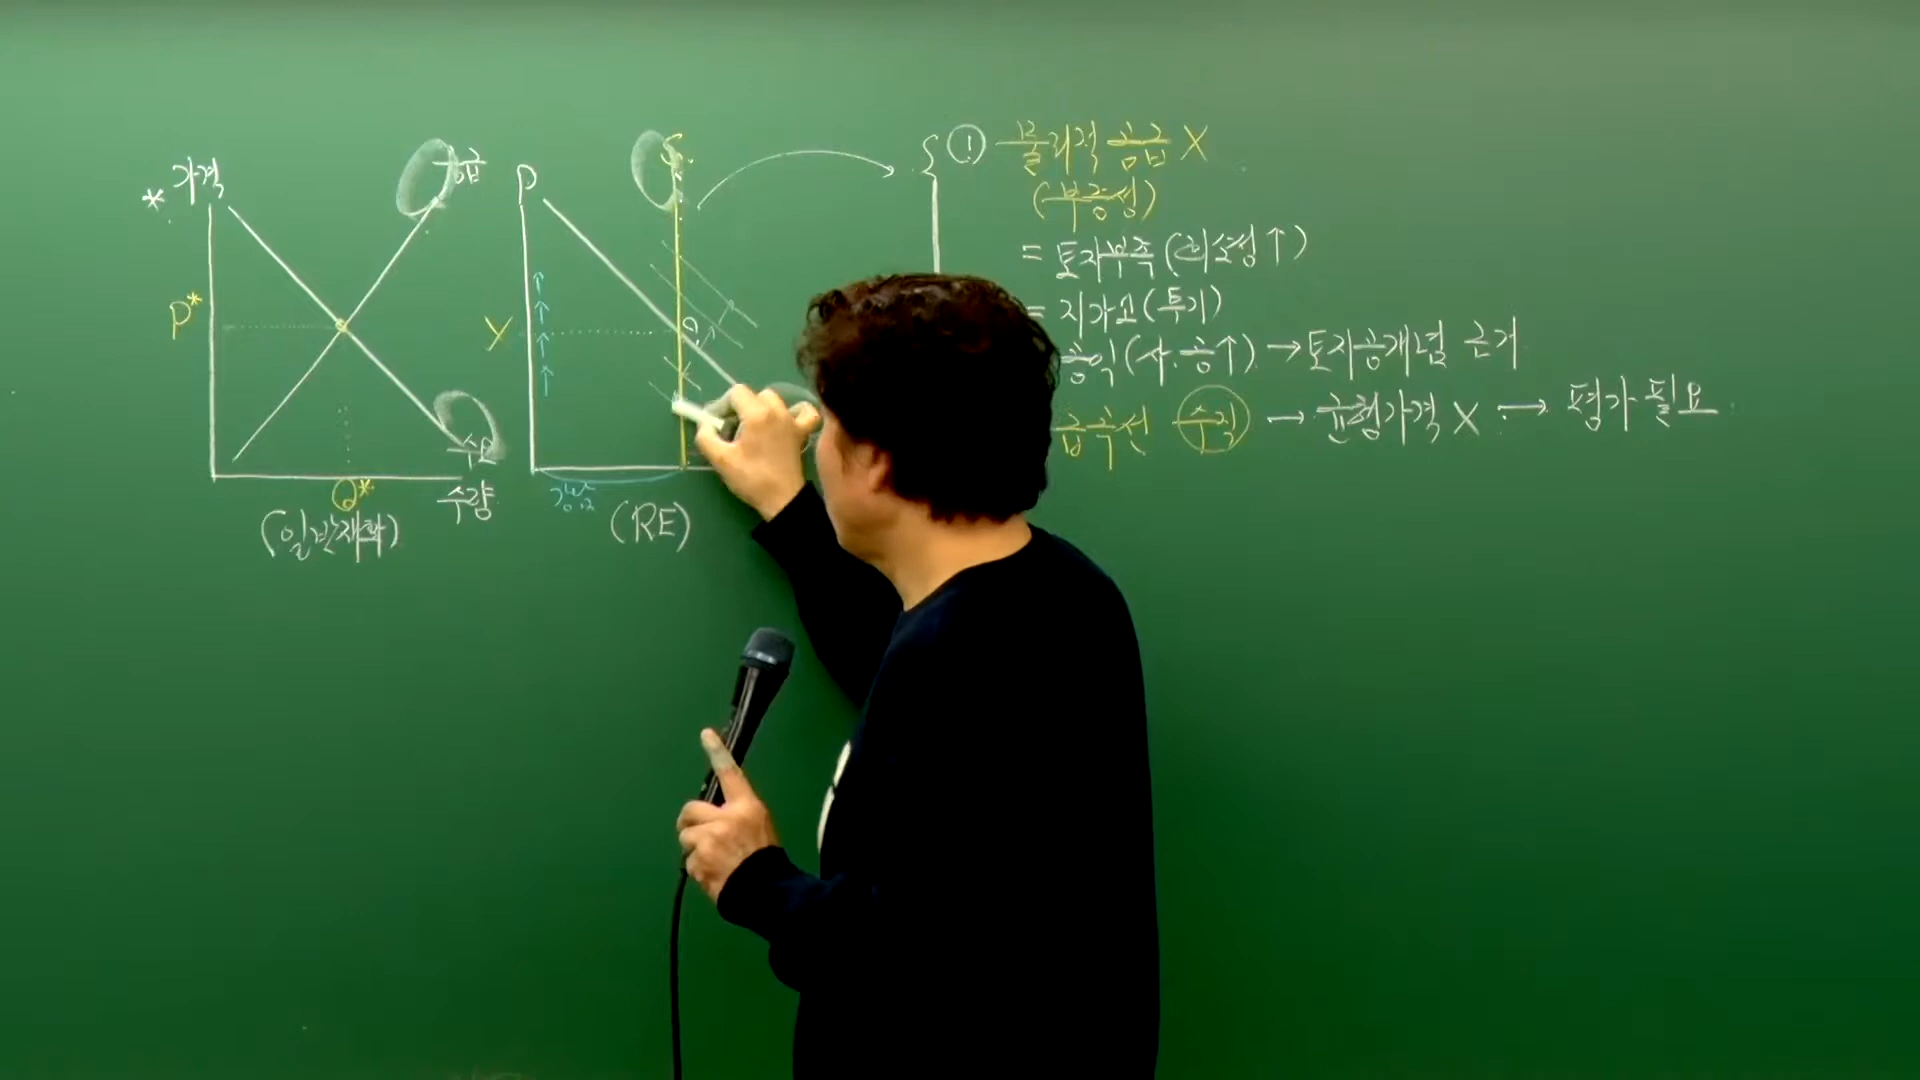 * 가격
공급
P*
수요
Q*
수량
(일반재화)
P
S
Y
D
(RE)
① 물리적 공급 X
(부증성)
= 토지부족 (희소성↑)
= 지가고 (투기)
공익 (사·공↑) → 토지공개념 근거
급곡선 수직 → 균형가격 X → 평가 필요